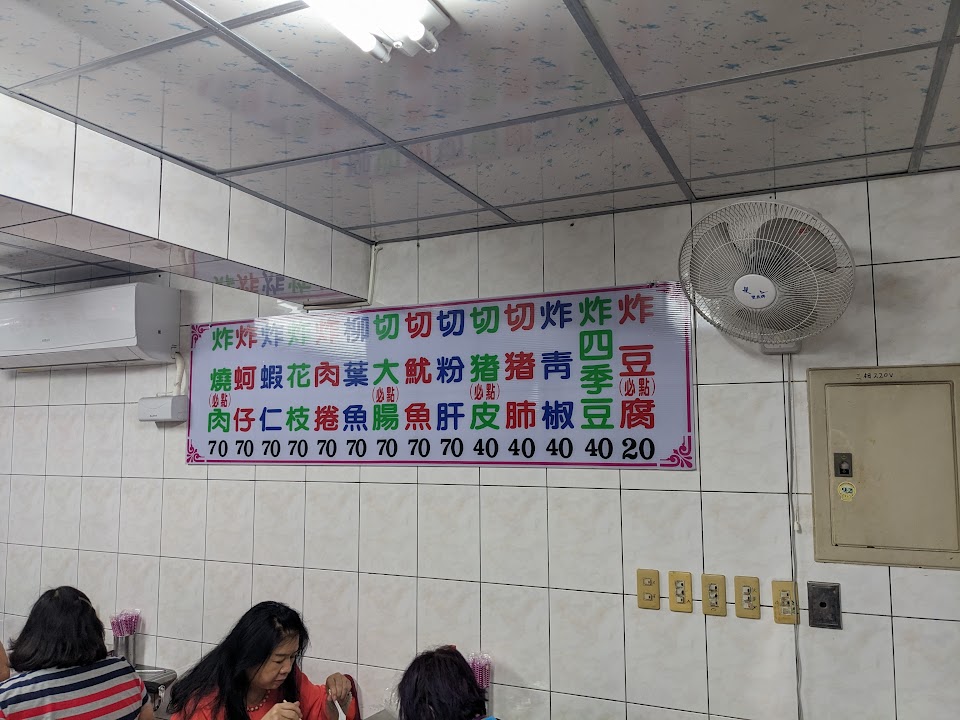 炸豆(必點)腐 20
炸四季豆 40
炸青椒 40
切猪肺 40
切猪(必點)皮 40
切粉肝 70
切魷魚 70
切大(必點)腸 70
柳葉魚 70
炸肉捲 70
炸花枝 70
炸蝦仁 70
炸蚵仔 70
炸燒(必點)肉 70
220V